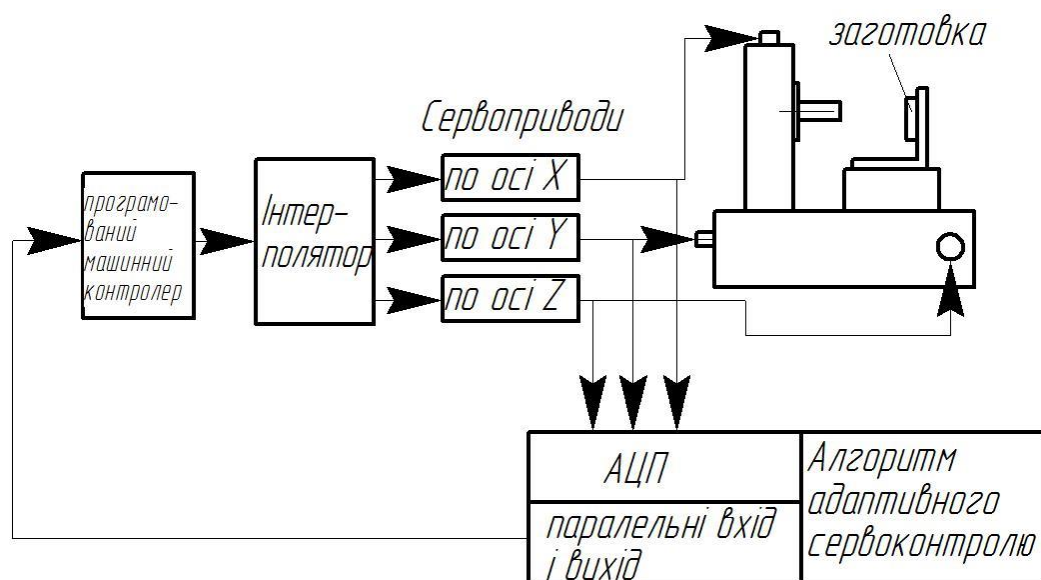 заготовка
Сервоприводи
програмо-
ваний
машинний
контролер
Інтер-
полятор
по осі X
по осі Y
по осі Z
АЦП
паралельні вхід
і вихід
Алгоритм
адаптивного
сервоконтролю